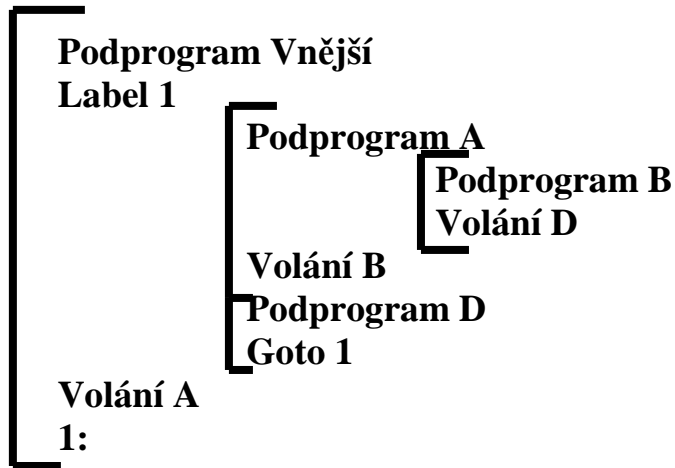 Podprogram Vnější
Label 1
Podprogram A
Podprogram B
Volání D
Volání B
Podprogram D
Goto 1
Volání A
1: